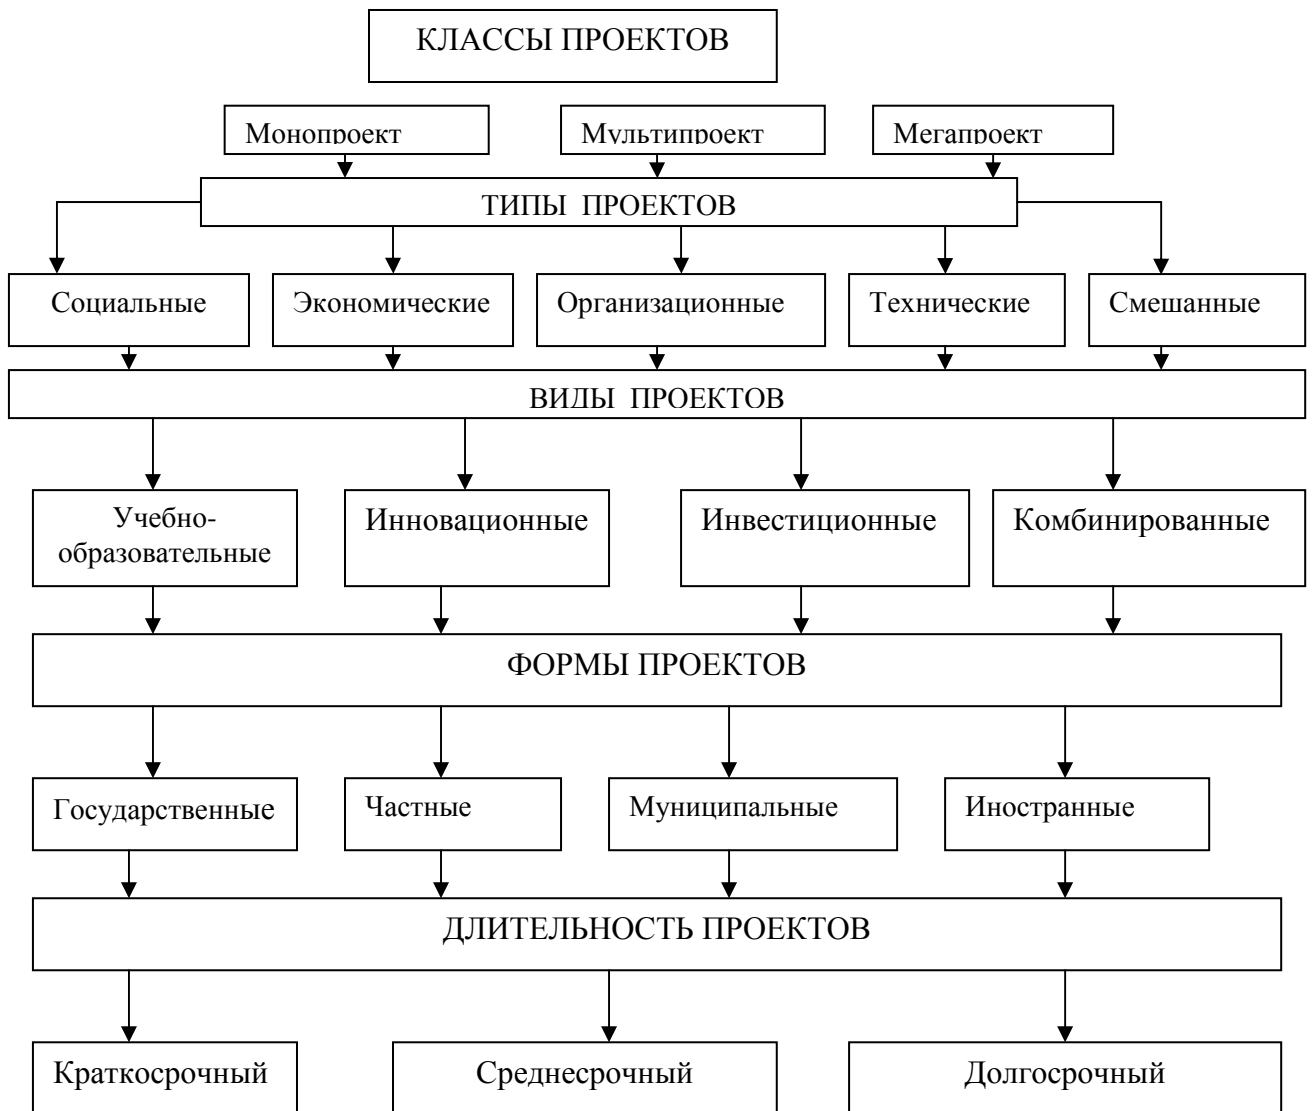 КЛАССЫ ПРОЕКТОВ
Монопроект
Мультипроект
Мегапроект
ТИПЫ ПРОЕКТОВ
Социальные
Экономические
Организационные
Технические
Смешанные
ВИДЫ ПРОЕКТОВ
Учебно-
образовательные
Инновационные
Инвестиционные
Комбинированные
ФОРМЫ ПРОЕКТОВ
Государственные
Частные
Муниципальные
Иностранные
ДЛИТЕЛЬНОСТЬ ПРОЕКТОВ
Краткосрочный
Среднесрочный
Долгосрочный